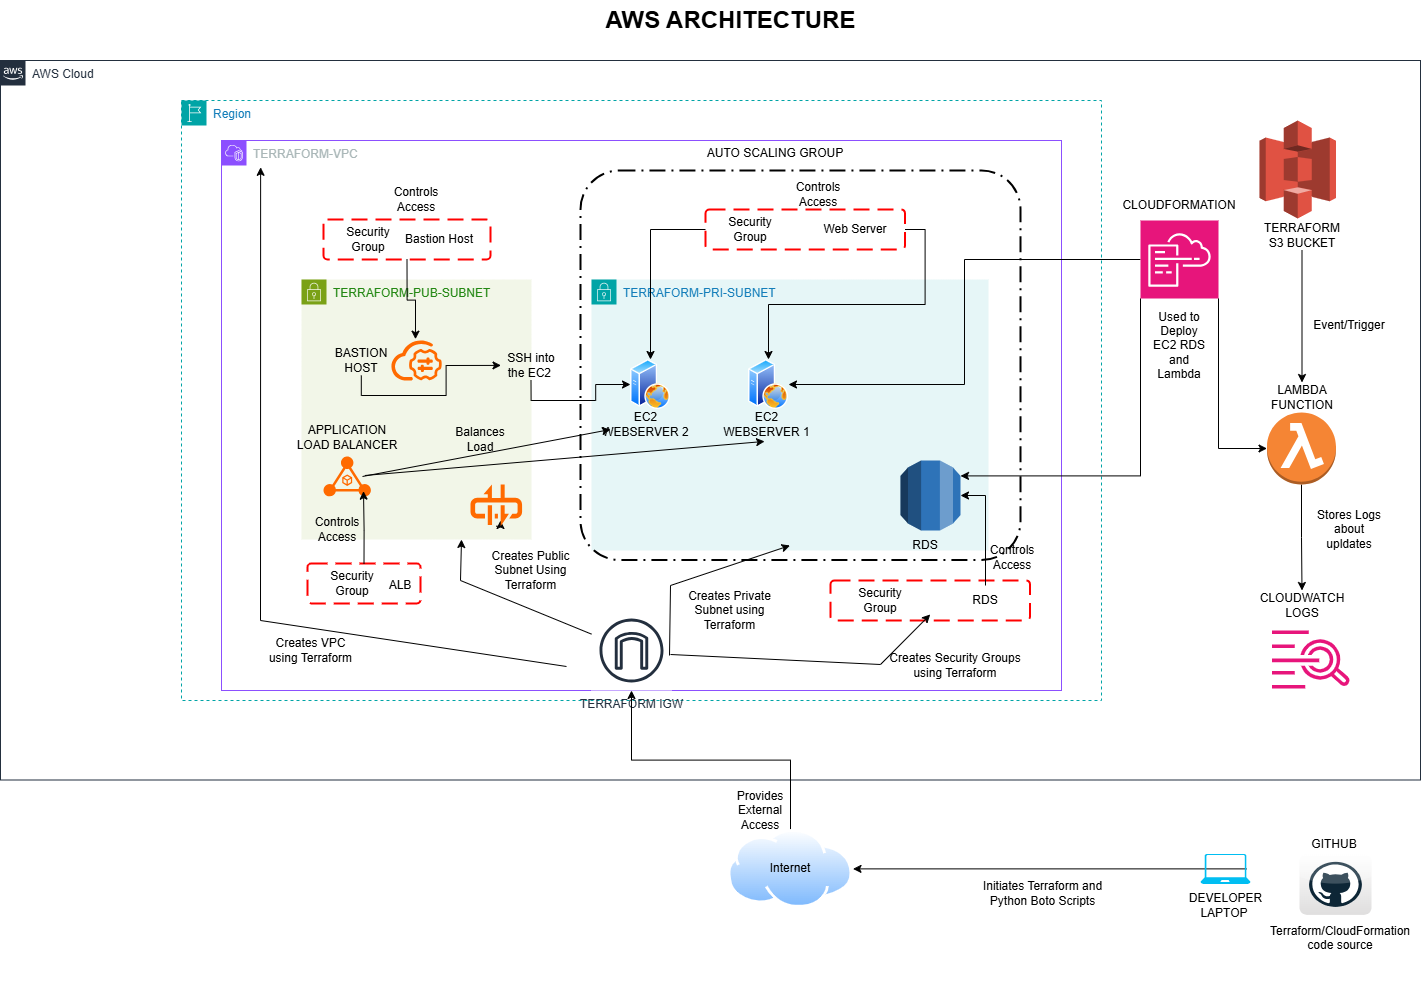 AWS ARCHITECTURE
aws
AWS Cloud
Region
TERRAFORM-VPC
AUTO SCALING GROUP
Controls
Access
Security
Group
Bastion Host
Controls
Access
Security
Group
Web Server
CLOUDFORMATION
TERRAFORM
S3 BUCKET
TERRAFORM-PUB-SUBNET
TERRAFORM-PRI-SUBNET
Used to
Deploy
EC2 RDS
and
Lambda
Event/Trigger
BASTION
HOST
SSH into
the EC2
LAMBDA
FUNCTION
EC2
WEBSERVER 2
EC2
WEBSERVER 1
APPLICATION
LOAD BALANCER
Balances
Load
Controls
Access
Stores Logs
about
upldates
RDS
Controls
Access
Creates Public
Subnet Using
Terraform
Security
Group
ALB
Creates Private
Subnet using
Terraform
Security
Group
RDS
CLOUDWATCH
LOGS
Creates VPC
using Terraform
Creates Security Groups
using Terraform
TERRAFORM IGW
Provides
External
Access
Internet
Initiates Terraform and
Python Boto Scripts
DEVELOPER
LAPTOP
GITHUB
Terraform/CloudFormation
code source